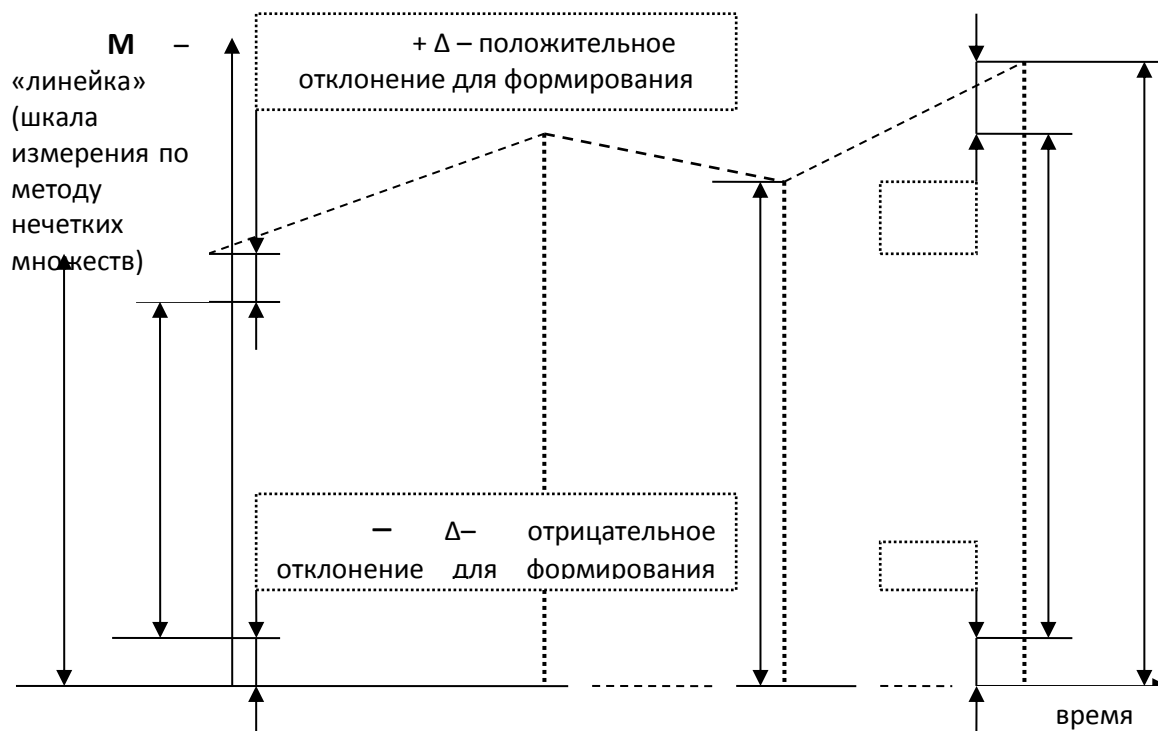 М –
«линейка»
(шкала
измерения по
методу
нечетких
множеств)
+ Δ – положительное
отклонение для формирования
– Δ– отрицательное
отклонение для формирования
время